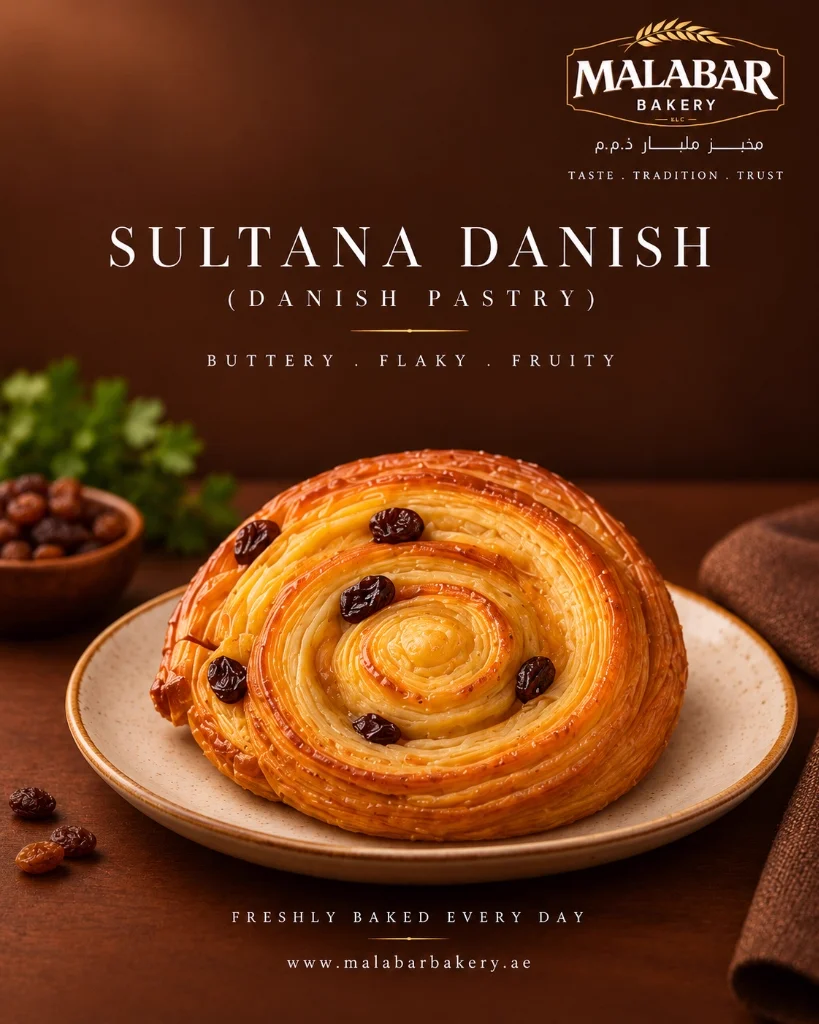 MALABAR
BAKERY
LLC
مخبز ملبار ذ.م.م
TASTE . TRADITION . TRUST
SULTANA DANISH
(DANISH PASTRY)
BUTTERY . FLAKY . FRUITY
FRESHLY BAKED EVERY DAY
www.malabarbakery.ae